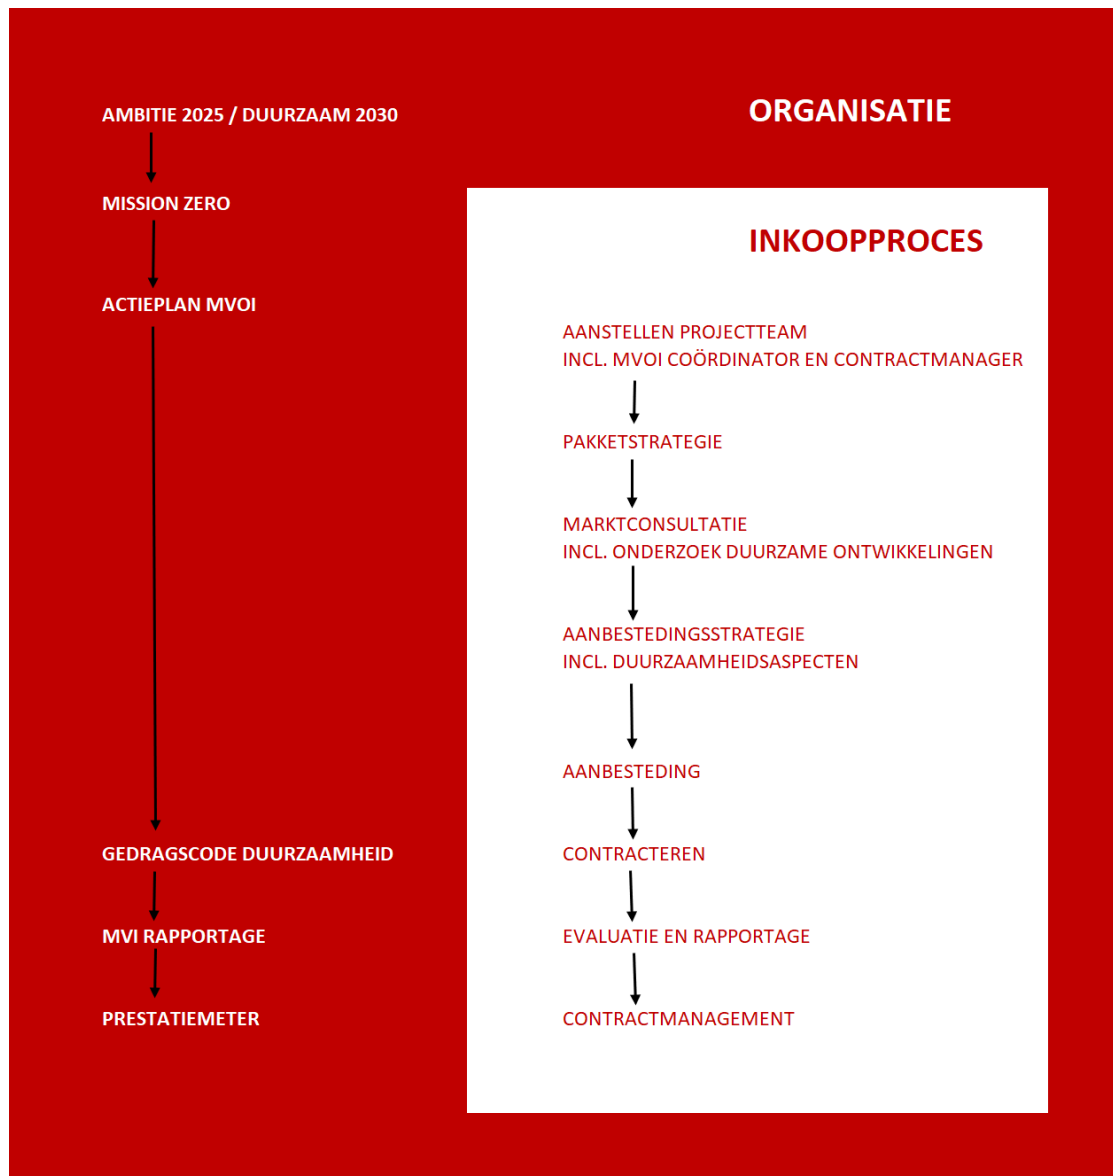 AMBITIE 2025 / DUURZAAM 2030
MISSION ZERO
ACTIEPLAN MVOI
GEDRAGSCODE DUURZAAMHEID
MVI RAPPORTAGE
PRESTATIEMETER
ORGANISATIE
INKOOPPROCES
AANSTELLEN PROJECTTEAM
INCL. MVOI COÖRDINATOR EN CONTRACTMANAGER
PAKKETSTRATEGIE
MARKTCONSULTATIE
INCL. ONDERZOEK DUURZAME ONTWIKKELINGEN
AANBESTEDINGSSTRATEGIE
INCL. DUURZAAMHEIDSASPECTEN
AANBESTEDING
CONTRACTEREN
EVALUATIE EN RAPPORTAGE
CONTRACTMANAGEMENT